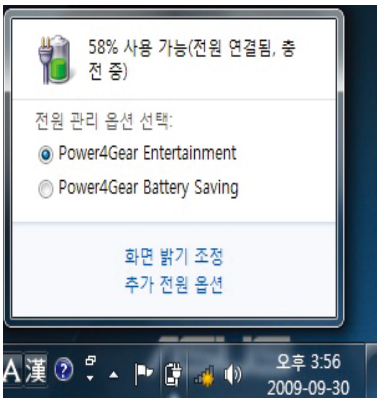 58% 사용 가능(전원 연결됨, 충
전 중)
전원 관리 옵션 선택:
Power4Gear Entertainment
Power4Gear Battery Saving
화면 밝기 조정
추가 전원 옵션
A 漢 ?
오후 3:56
2009-09-30